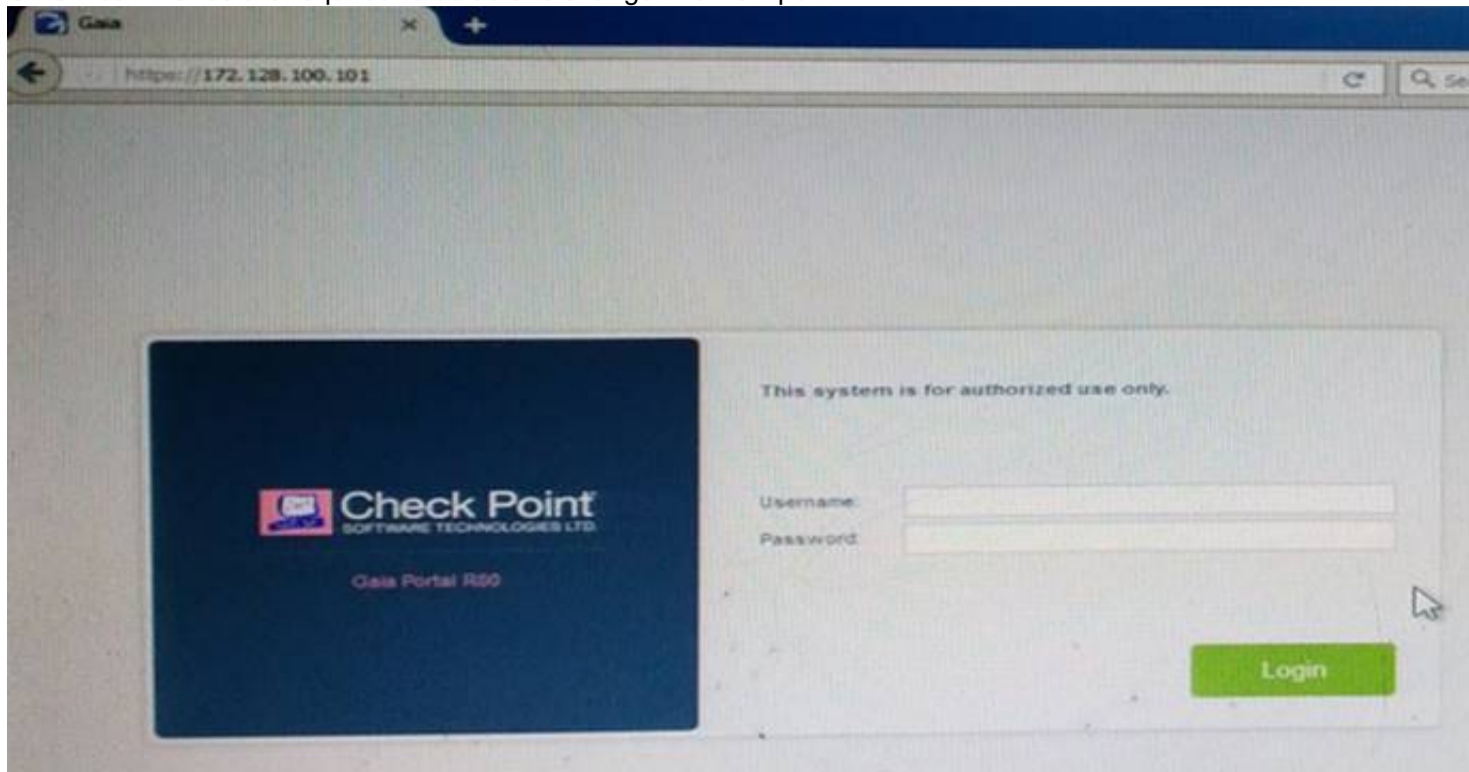 Gaia
https://172.128.100.101
This system is for authorized use only.
Check Point
SOFTWARE TECHNOLOGIES LTD.
Gaia Portal R80
Username:
Password:
Login